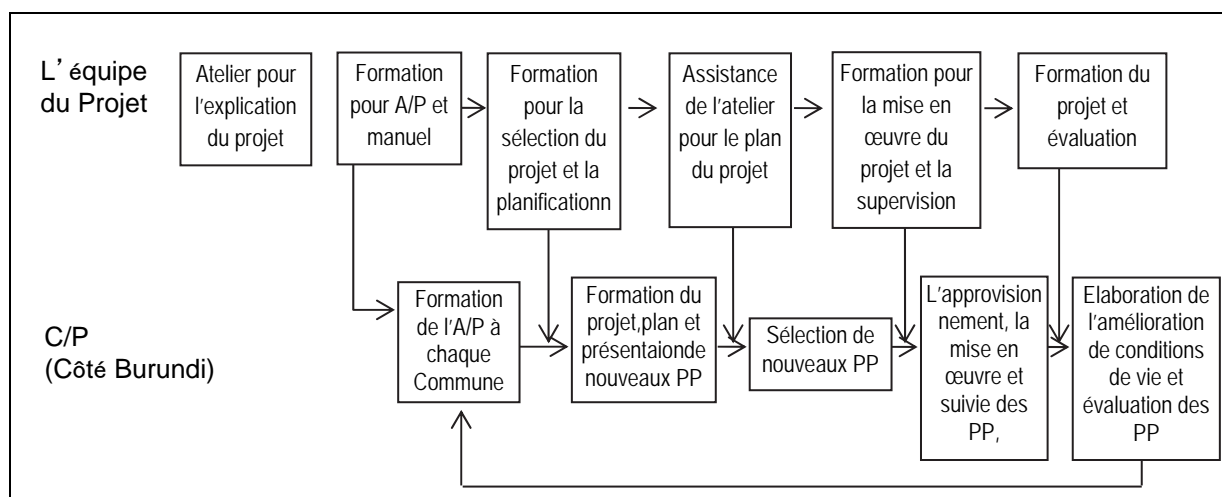 L'équipe
du Projet
Atelier pour
l'explication
du projet
Formation
pour A/P et
manuel
Formation
pour la
sélection du
projet et la
planificationn
Assistance
de l'atelier
pour le plan
du projet
Formation pour
la mise en
œuvre du
projet et la
supervision
Formation du
projet et
évaluation
C/P
(Côté Burundi)
Formation
de l'A/P à
chaque
Commune
Formation du
projet,plan et
présentaionde
nouveaux PP
Sélection de
nouveaux PP
L'approvision
nement, la
mise en
œuvre et
suivie des
PP,
Elaboration de
l'amélioration
de conditions
de vie et
évaluation des
PP